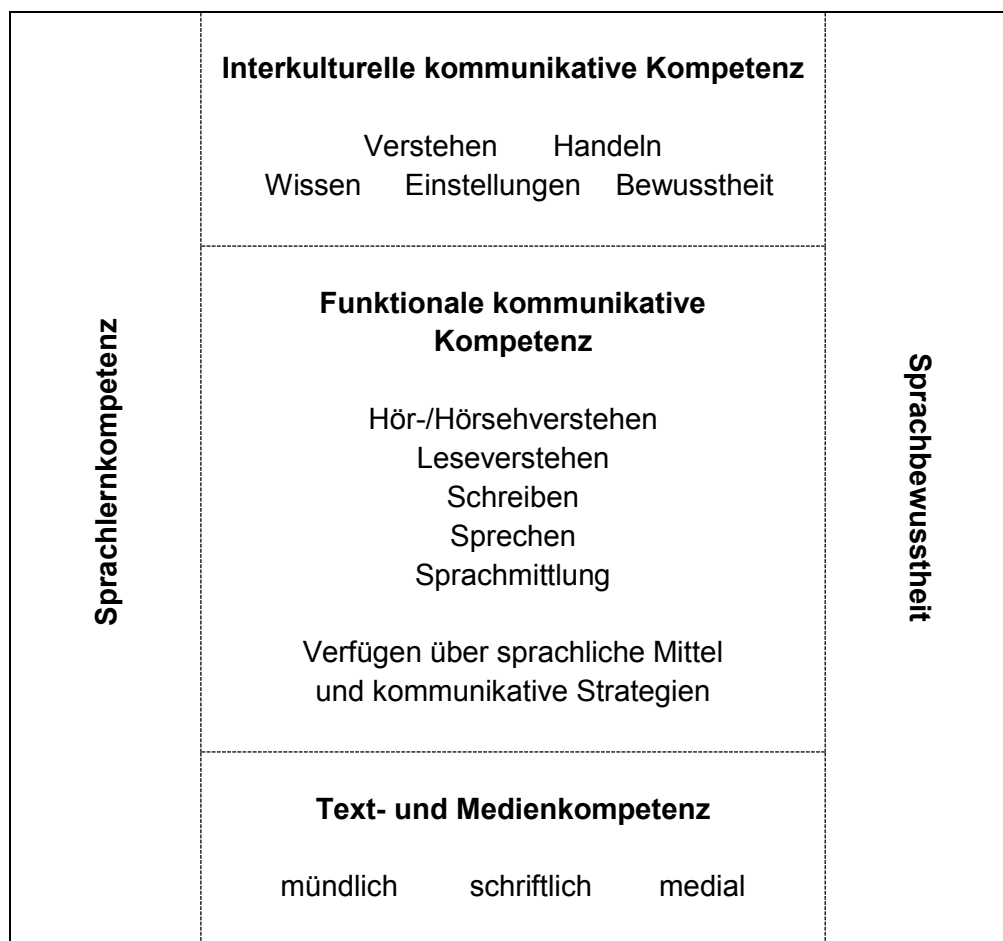 Sprachlernkompetenz
Interkulturelle kommunikative Kompetenz
Verstehen Handeln
Wissen Einstellungen Bewusstheit
Funktionale kommunikative
Kompetenz
Hör-/Hörsehverstehen
Leseverstehen
Schreiben
Sprechen
Sprachmittlung
Verfügen über sprachliche Mittel
und kommunikative Strategien
Text- und Medienkompetenz
mündlich schriftlich medial
Sprachbewusstheit